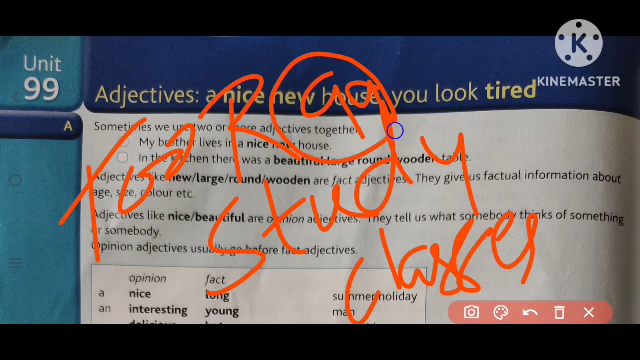 Unit
99
KINEMASTER
Adjectives: a nice new house, you look tired
A
Sometimes we use two or more adjectives together:
My brother lives in a nice new house.
In the kitchen there was a beautiful large round wooden table.
Adjectives like new/large/round/wooden are fact adjectives. They give us factual information about
age, size, colour etc.
Adjectives like nice/beautiful are opinion adjectives. They tell us what somebody thinks of something
or somebody.
Opinion adjectives usually go before fact adjectives.
opinion fact
a nice long summer holiday
an interesting young man
Study
classes